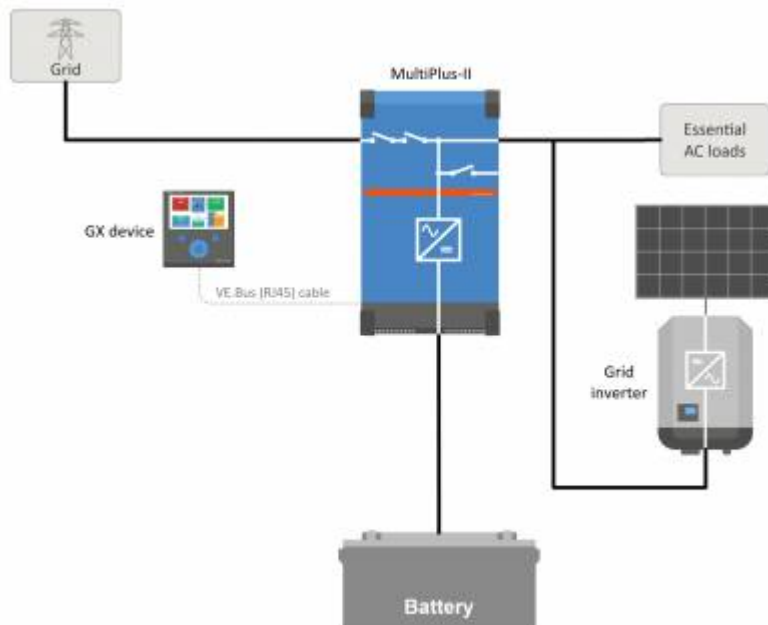 Grid
MultiPlus-II
Essential
AC loads
GX device
VE.Bus (RJ45) cable
Grid
inverter
Battery